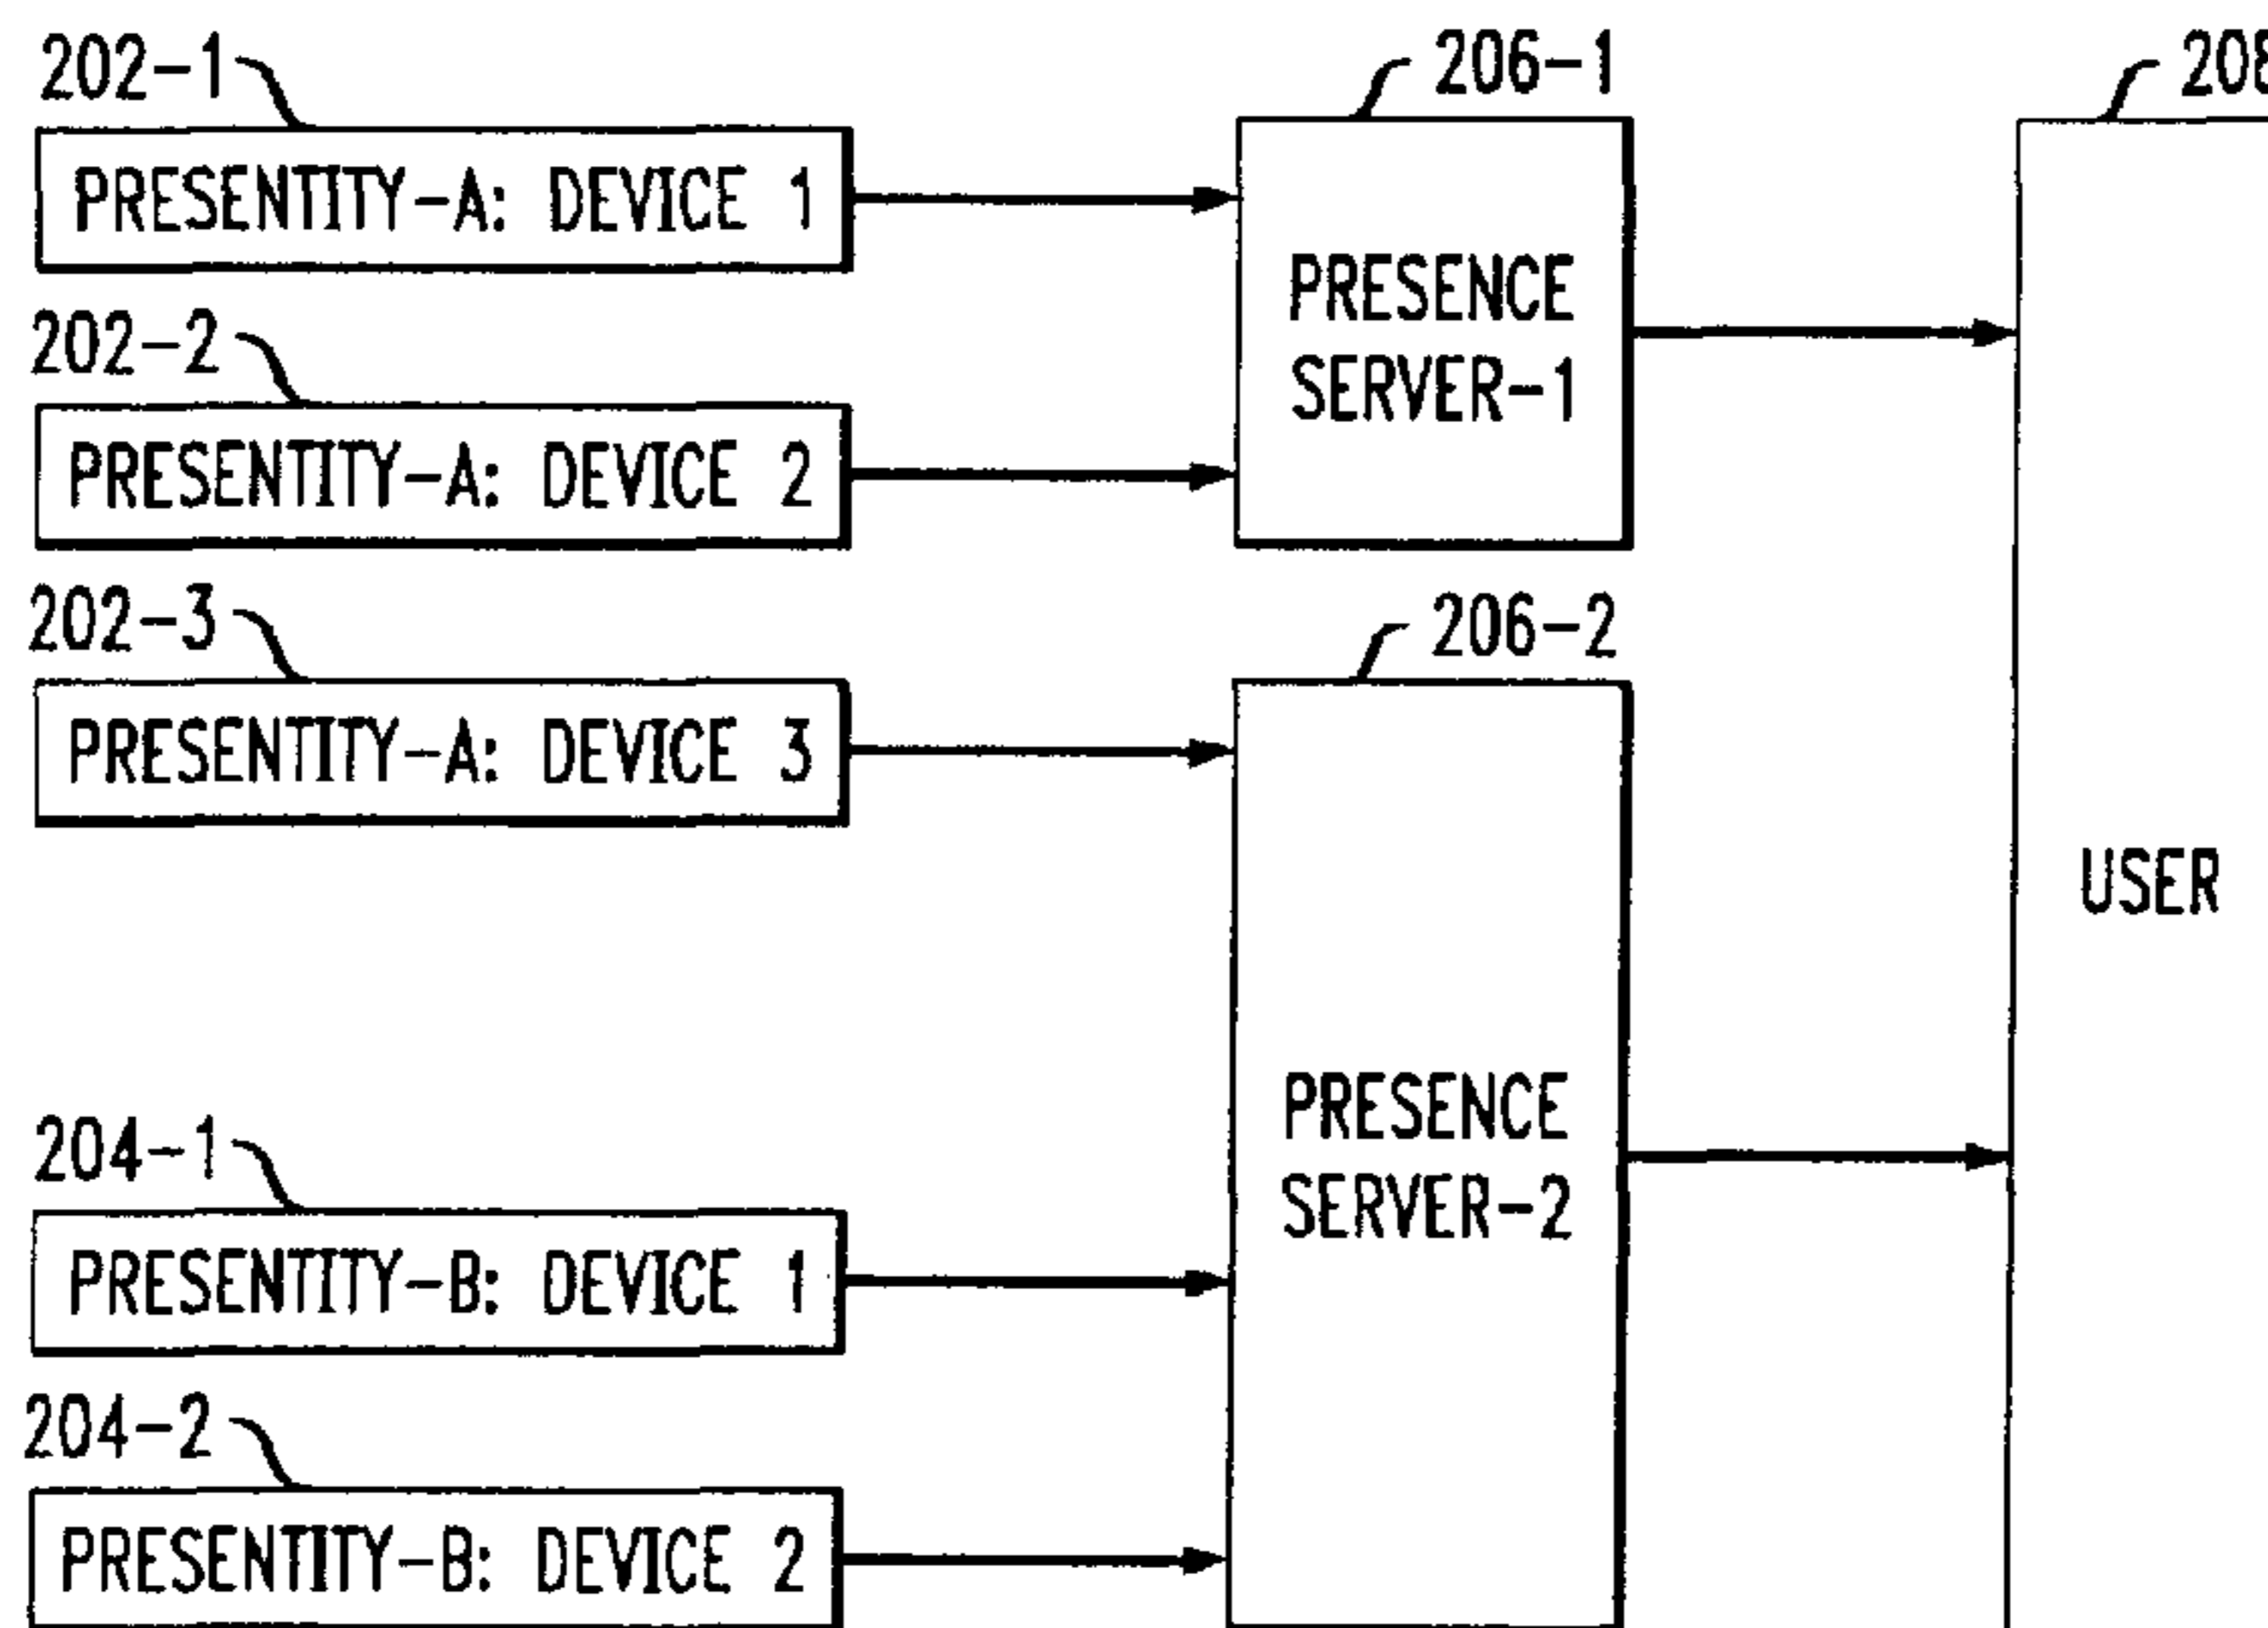 202-1
206-1
208
PRESENTITY-A: DEVICE 1
PRESENCE
SERVER-1
202-2
PRESENTITY-A: DEVICE 2
202-3
206-2
PRESENTITY-A: DEVICE 3
USER
PRESENCE
SERVER-2
204-1
PRESENTITY-B: DEVICE 1
204-2
PRESENTITY-B: DEVICE 2